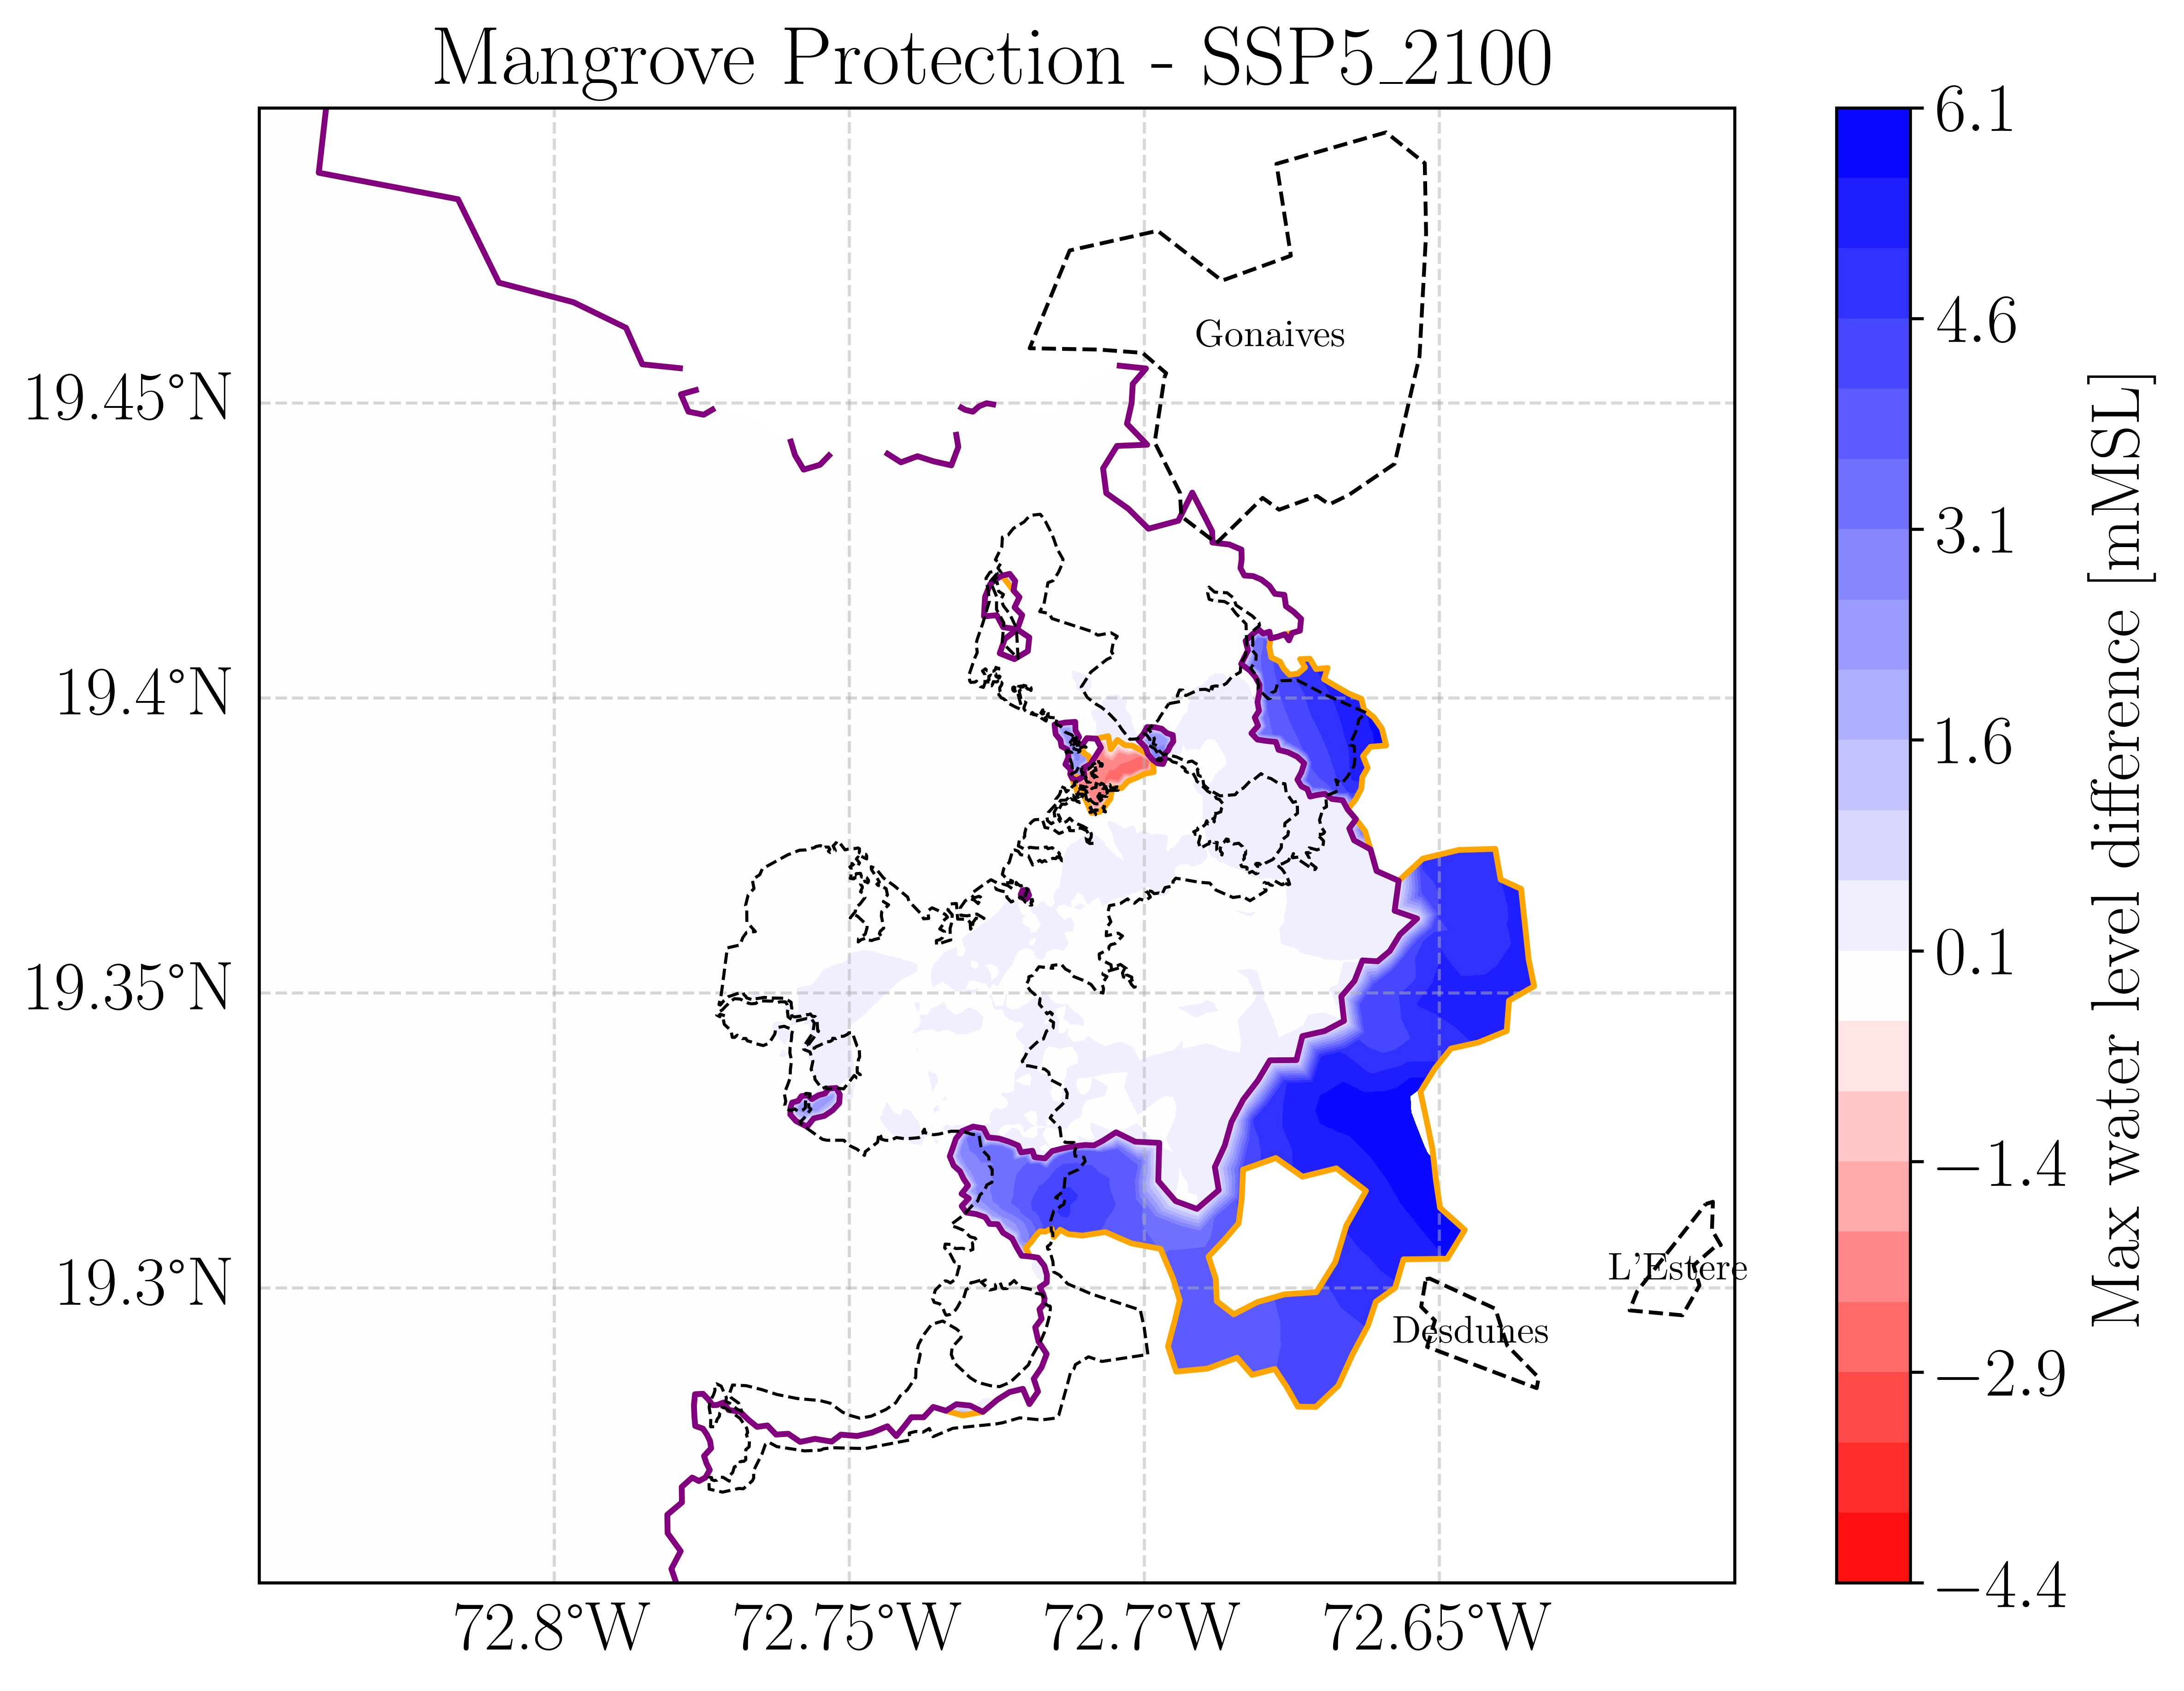 Mangrove Protection - SSP5_2100
Gonaives
L'Estere
Desdunes
19.45°N
19.4°N
19.35°N
19.3°N
72.8°W
72.75°W
72.7°W
72.65°W
6.1
4.6
3.1
1.6
0.1
−1.4
−2.9
−4.4
Max water level difference [mMSL]